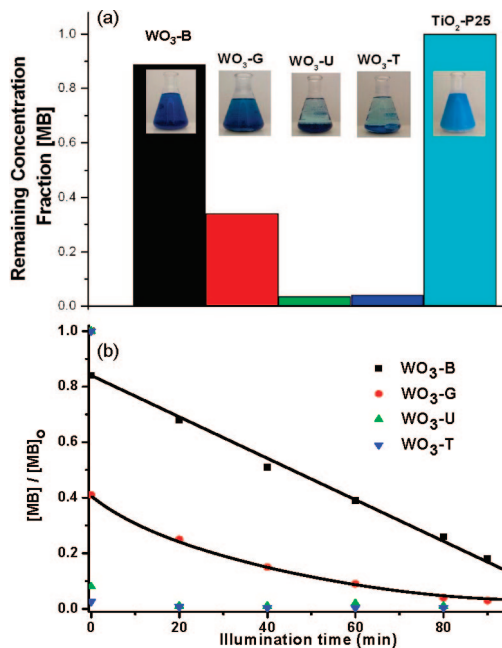 (a)
WO₃-B
WO₃-G
WO₃-U
WO₃-T
TiO₂-P25
Remaining Concentration
Fraction [MB]
1.0
0.8
0.6
0.4
0.2
0.0
(b)
WO₃-B
WO₃-G
WO₃-U
WO₃-T
[MB] / [MB]₀
1.0
0.8
0.6
0.4
0.2
0.0
0 20 40 60 80
Illumination time (min)